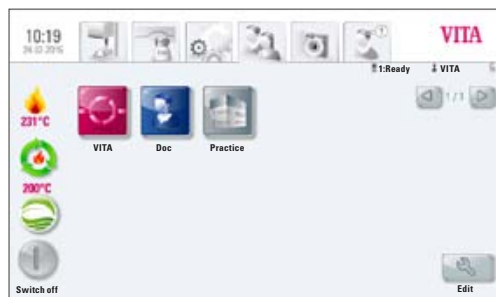 10:19
VITA
1:Ready
VITA
1/1
231°C
VITA
Doc
Practice
200°C
Switch off
Edit